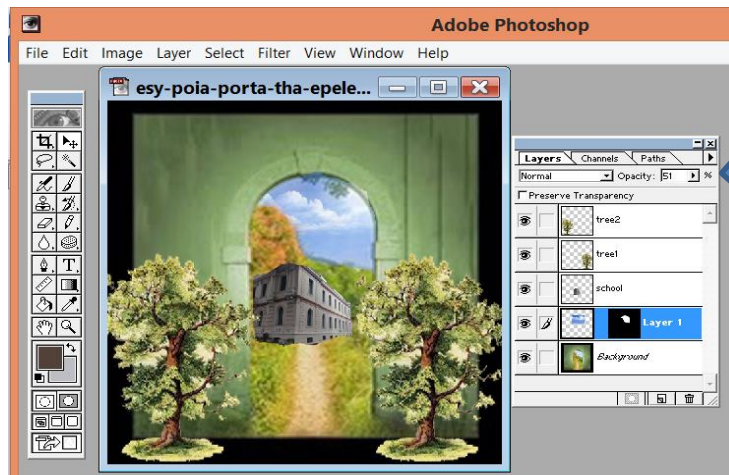 Adobe Photoshop
File Edit Image Layer Select Filter View Window Help
esy-poia-porta-tha-epele...
Layers Channels Paths
Normal Opacity: 51 %
Preserve Transparency
tree2
tree1
school
Layer 1
Background
T